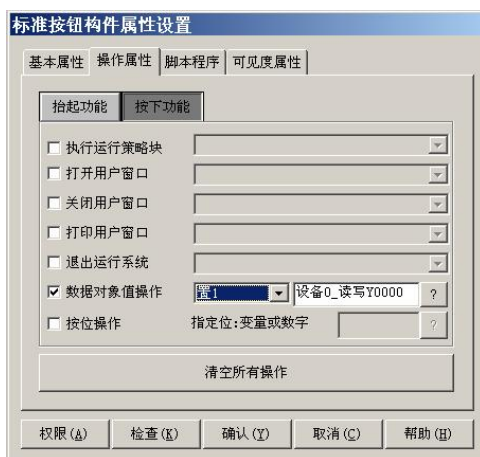 标准按钮构件属性设置
基本属性 操作属性 脚本程序 可见度属性
抬起功能 按下功能
执行运行策略块
打开用户窗口
关闭用户窗口
打印用户窗口
退出运行系统
数据对象值操作 置1 设备0_读写Y0000 ?
按位操作 指定位:变量或数字 ?
清空所有操作
权限(A) 检查(K) 确认(Y) 取消(C) 帮助(H)